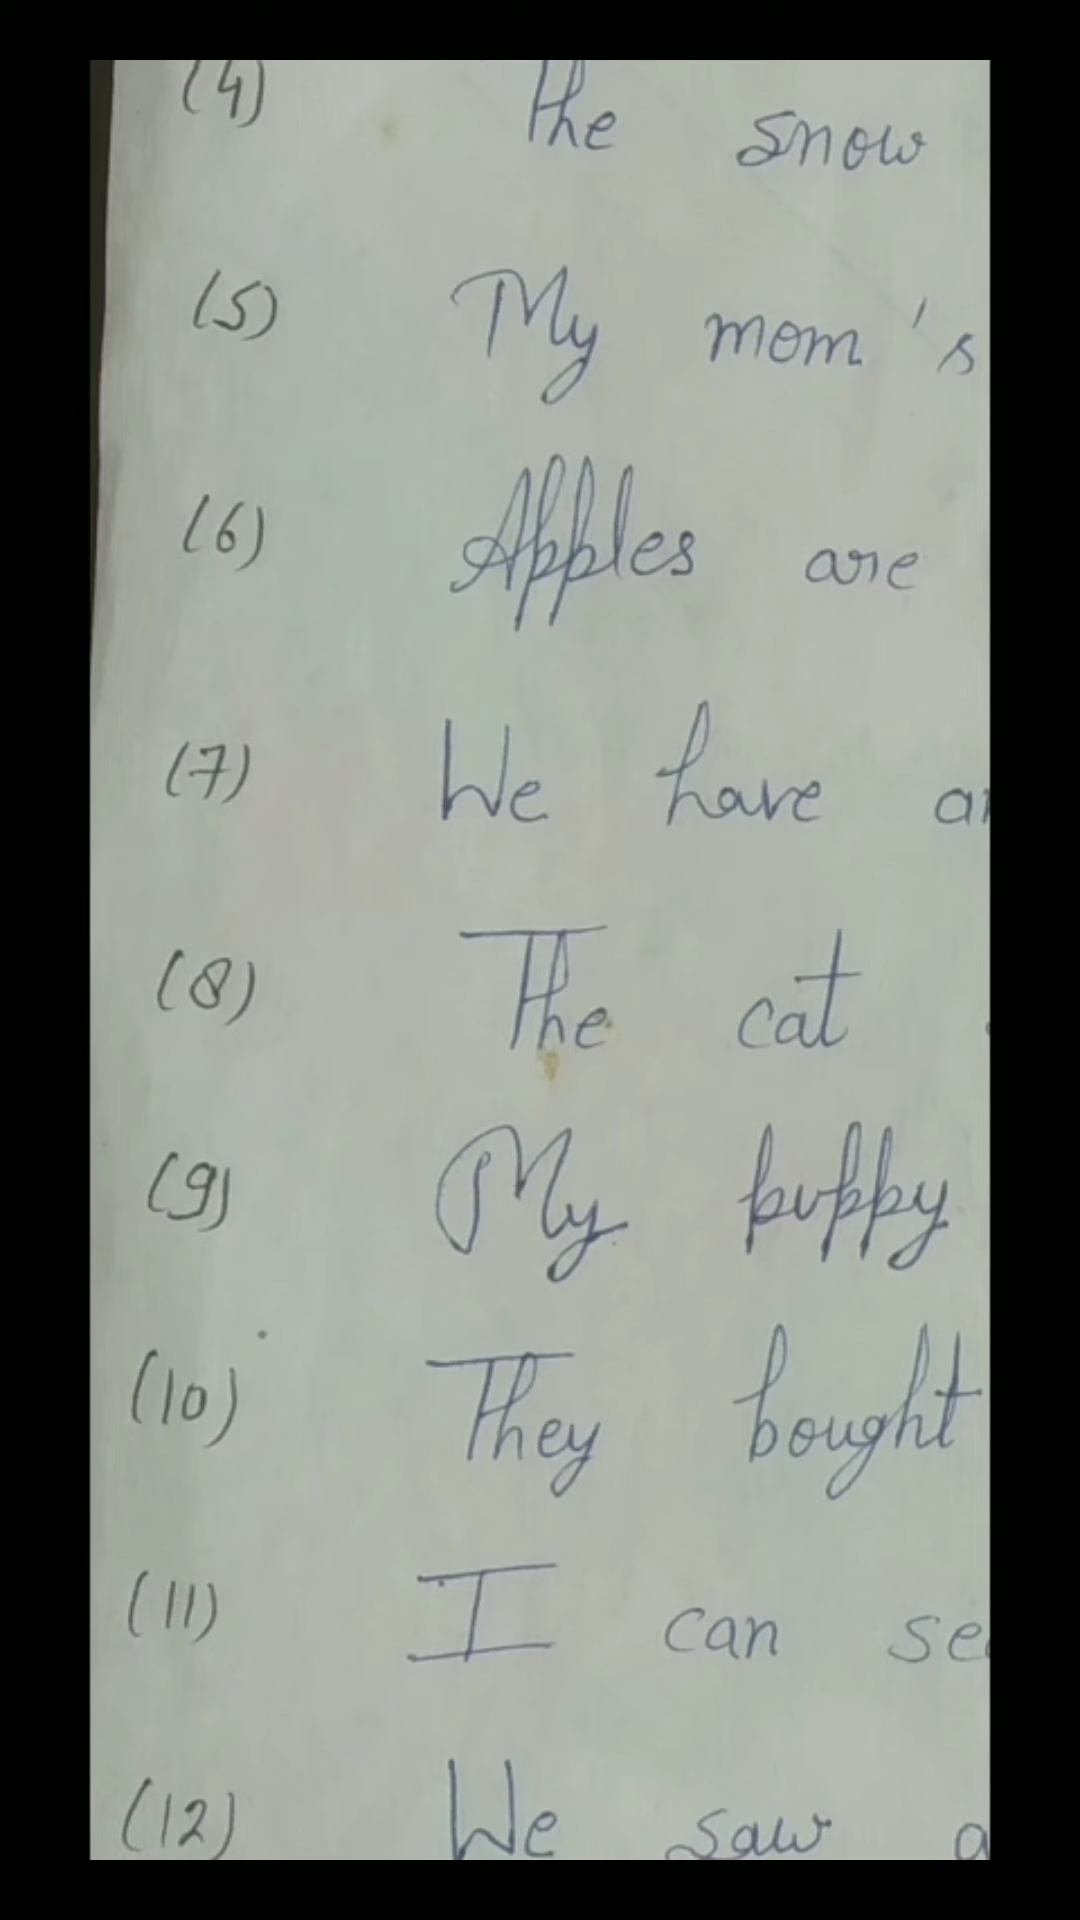 (4) The snow
(5) My mom's
(6) Apples are
(7) We have
(8) The cat
(9) My puppy
(10) They bought
(11) I can
(12) We saw a